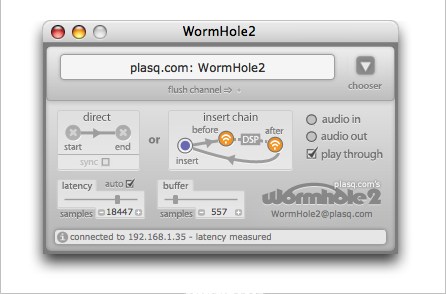 WormHole2
plasq.com: WormHole2
flush channel
chooser
direct
start end
sync
or
insert chain
before
DSP
after
insert
audio in
audio out
play through
latency auto
samples 18447
buffer
samples 557
plasq.com's
wormhole2
WormHole2@plasq.com
connected to 192.168.1.35 - latency measured